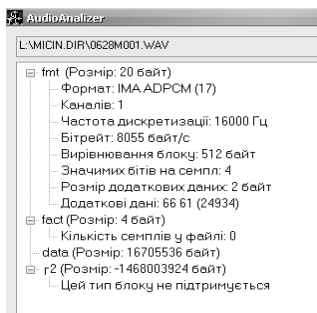 AudioAnalizer
L:\MICIN.DIR\0628M001.WAV
fmt (Розмір: 20 байт)
Формат: IMA ADPCM (17)
Каналів: 1
Частота дискретизації: 16000 Гц
Бітрейт: 8055 байт/с
Вирівнювання блоку: 512 байт
Значимих бітів на семпл: 4
Розмір додаткових даних: 2 байт
Додаткові дані: 66 61 (24934)
fact (Розмір: 4 байт)
Кількість семплів у файлі: 0
data (Розмір: 16705536 байт)
┌2 (Розмір: -1468003924 байт)
Цей тип блоку не підтримується